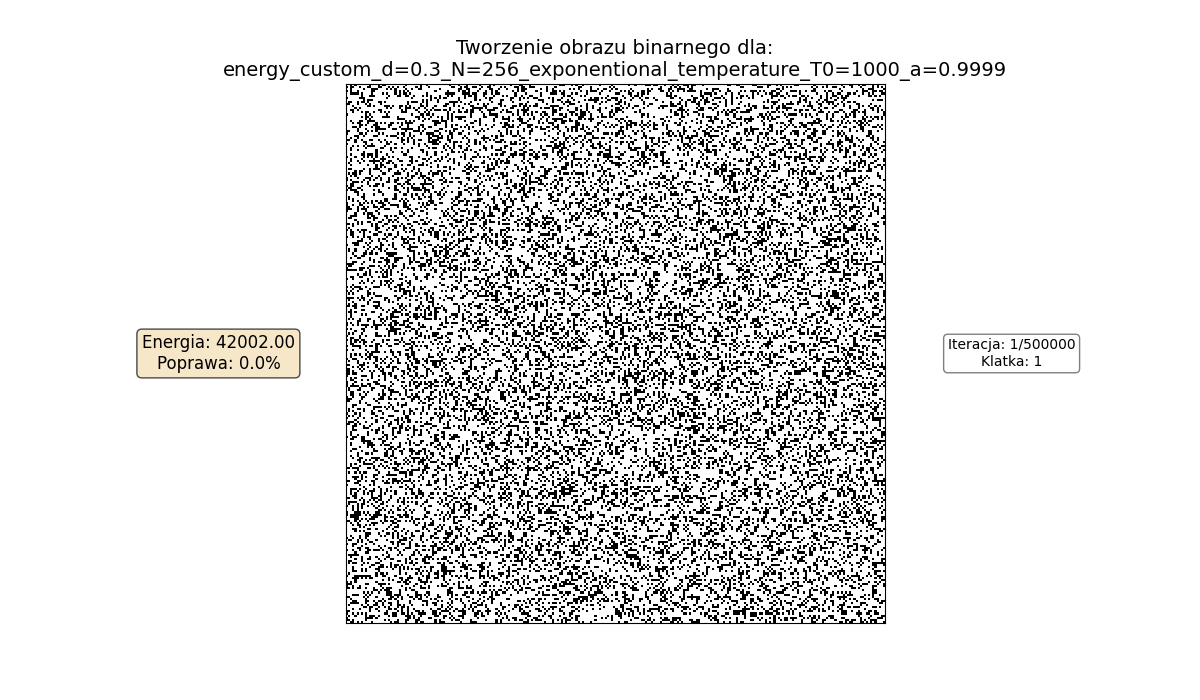 Tworzenie obrazu binarnego dla:
energy_custom_d=0.3_N=256_exponentional_temperature_T0=1000_a=0.9999
Energia: 42002.00
Poprawa: 0.0%
Iteracja: 1/500000
Klatka: 1